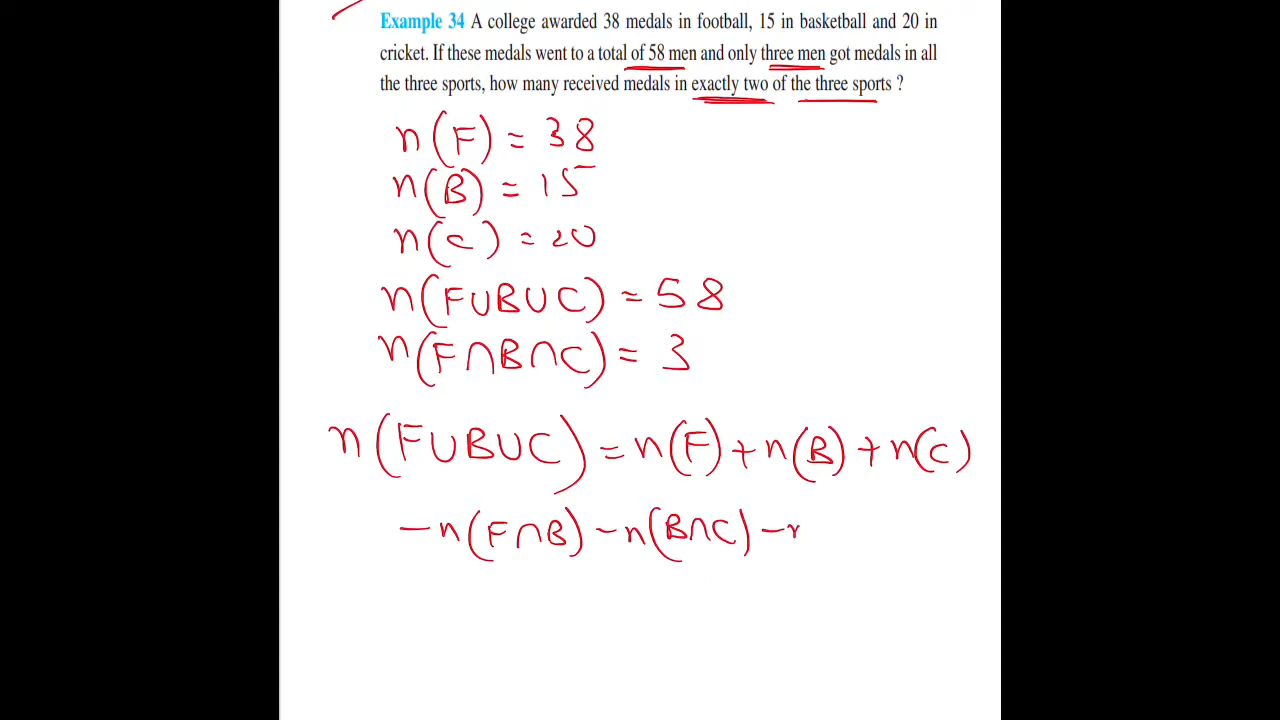 Example 34 A college awarded 38 medals in football, 15 in basketball and 20 in
cricket. If these medals went to a total of 58 men and only three men got medals in all
the three sports, how many received medals in exactly two of the three sports ?
n(F) = 38
n(B) = 15
n(C) = 20
n(F∪B∪C) = 58
n(F∩B∩C) = 3
n(F∪B∪C) = n(F) + n(B) + n(C)
– n(F∩B) – n(B∩C) –